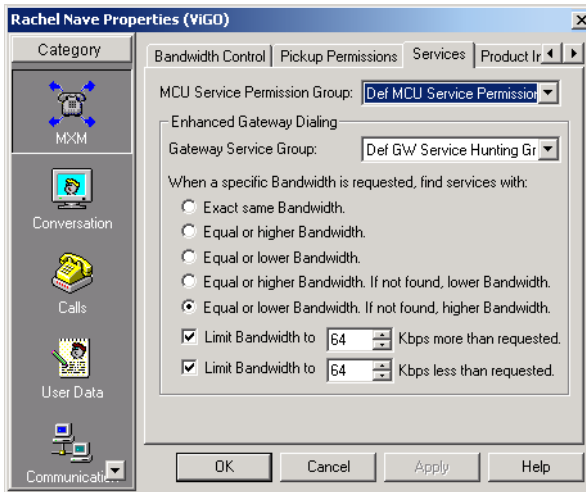 Rachel Nave Properties (ViGO)
Category
MXM
Conversation
Calls
User Data
Communicati
Bandwidth Control
Pickup Permissions
Services
Product Ir
MCU Service Permission Group:
Def MCU Service Permission
Enhanced Gateway Dialing
Gateway Service Group:
Def GW Service Hunting Gr
When a specific Bandwidth is requested, find services with:
Exact same Bandwidth.
Equal or higher Bandwidth.
Equal or lower Bandwidth.
Equal or higher Bandwidth. If not found, lower Bandwidth.
Equal or lower Bandwidth. If not found, higher Bandwidth.
Limit Bandwidth to 64 Kbps more than requested.
Limit Bandwidth to 64 Kbps less than requested.
OK
Cancel
Apply
Help